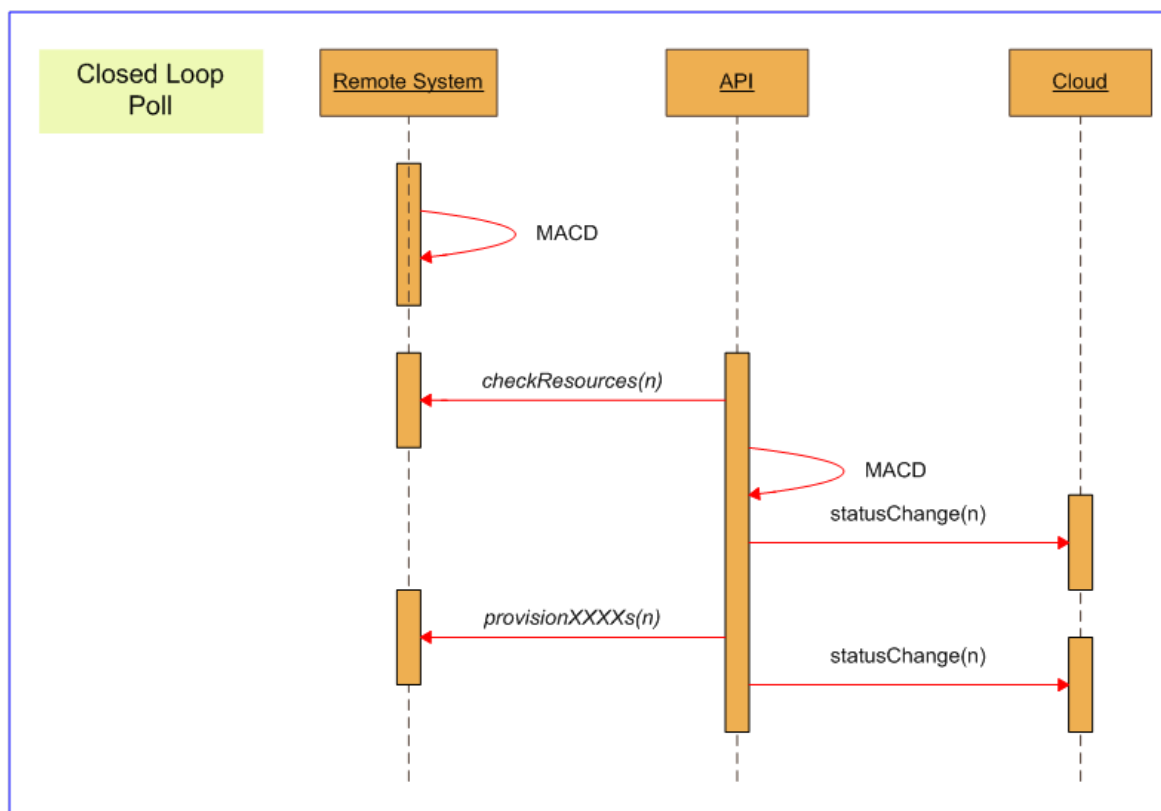 Closed Loop
Poll
Remote System
API
Cloud
MACD
checkResources(n)
MACD
statusChange(n)
provisionXXXXs(n)
statusChange(n)